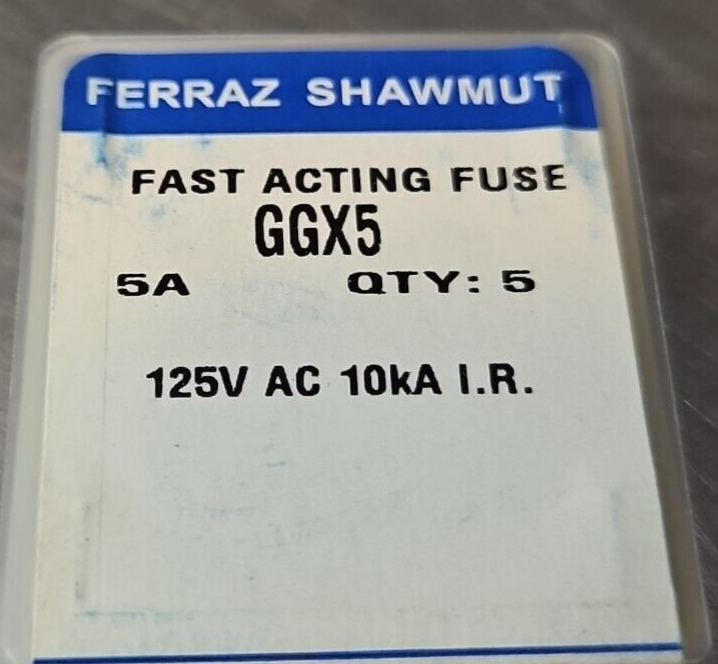 FERRAZ SHAWMUT
FAST ACTING FUSE
GGX5
5A QTY: 5
125V AC 10kA I.R.